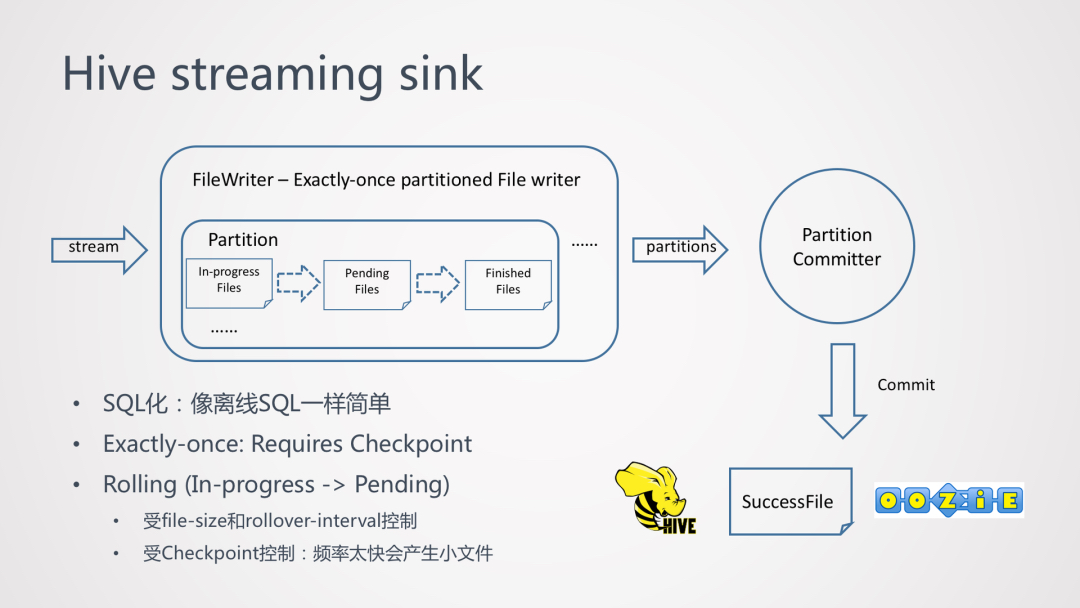 Hive streaming sink
FileWriter – Exactly-once partitioned File writer
stream
Partition
......
partitions
Partition
Committer
In-progress
Files
Pending
Files
Finished
Files
......
Commit
• SQL化：像离线SQL一样简单
• Exactly-once: Requires Checkpoint
• Rolling (In-progress -> Pending)
• 受file-size和rollover-interval控制
• 受Checkpoint控制：频率太快会产生小文件
HIVE
SuccessFile
OOZiE